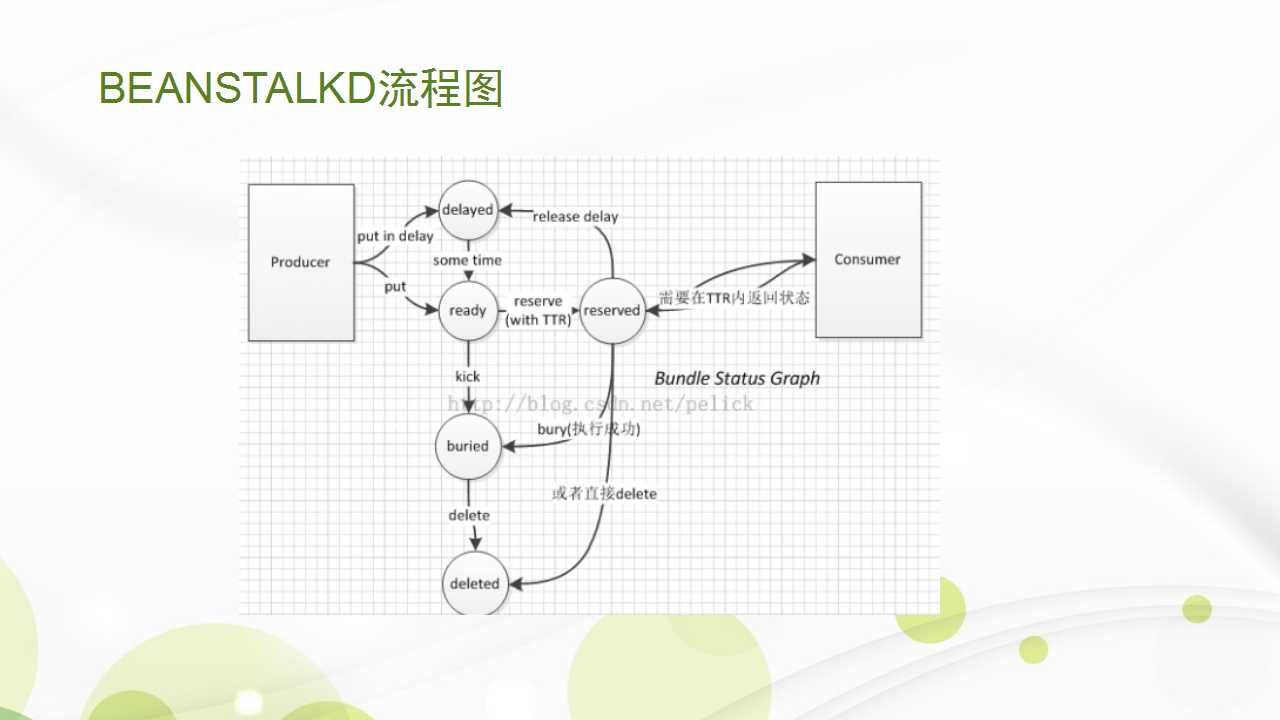 BEANSTALKD流程图
delayed
release delay
put in delay
some time
Producer
Consumer
put
ready
reserve
(with TTR)
reserved
需要在TTR内返回状态
kick
Bundle Status Graph
http://blog.csdn.net/pelick
bury(执行成功)
buried
或者直接delete
delete
deleted